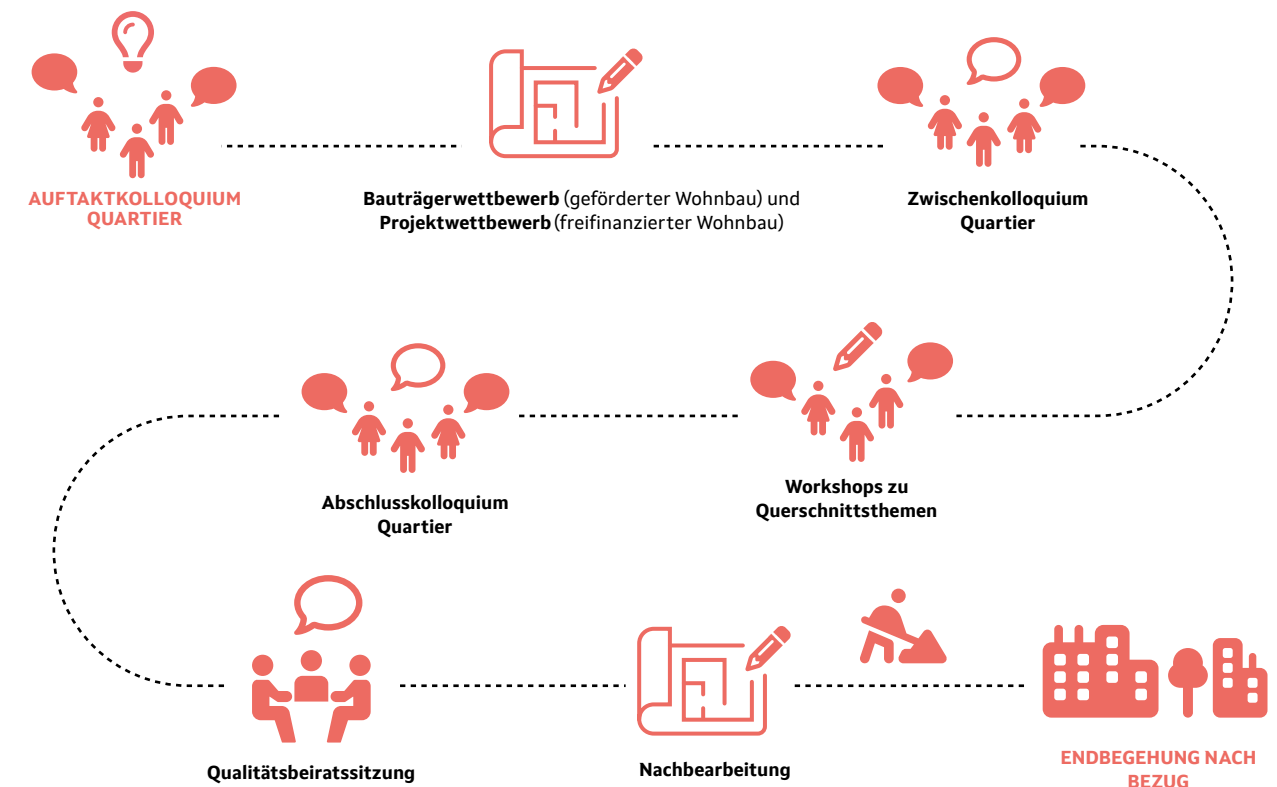 AUFTAKTKOLLOQUIUM
QUARTIER
Bauträgerwettbewerb (geförderter Wohnbau) und
Projektwettbewerb (freifinanzierter Wohnbau)
Zwischenkolloquium
Quartier
Workshops zu
Querschnittsthemen
Abschlusskolloquium
Quartier
Qualitätsbeiratssitzung
Nachbearbeitung
ENDBEGEHUNG NACH
BEZUG